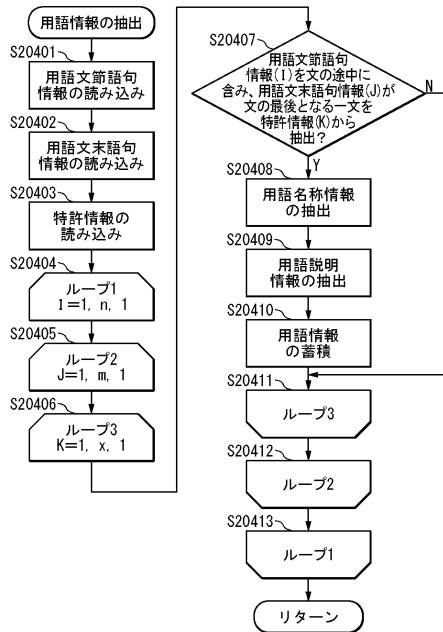 用語情報の抽出
S20401
用語文節語句
情報の読み込み
S20402
用語文末語句
情報の読み込み
S20403
特許情報の
読み込み
S20404
ループ1
I=1, n, 1
S20405
ループ2
J=1, m, 1
S20406
ループ3
K=1, x, 1
S20407
用語文節語句
情報(I)を文の途中に
含み、用語文末語句情報(J)が
文の最後となる一文を
特許情報(K)から
抽出?
N
Y
S20408
用語名称情報
の抽出
S20409
用語説明
情報の抽出
S20410
用語情報
の蓄積
S20411
ループ3
S20412
ループ2
S20413
ループ1
リターン